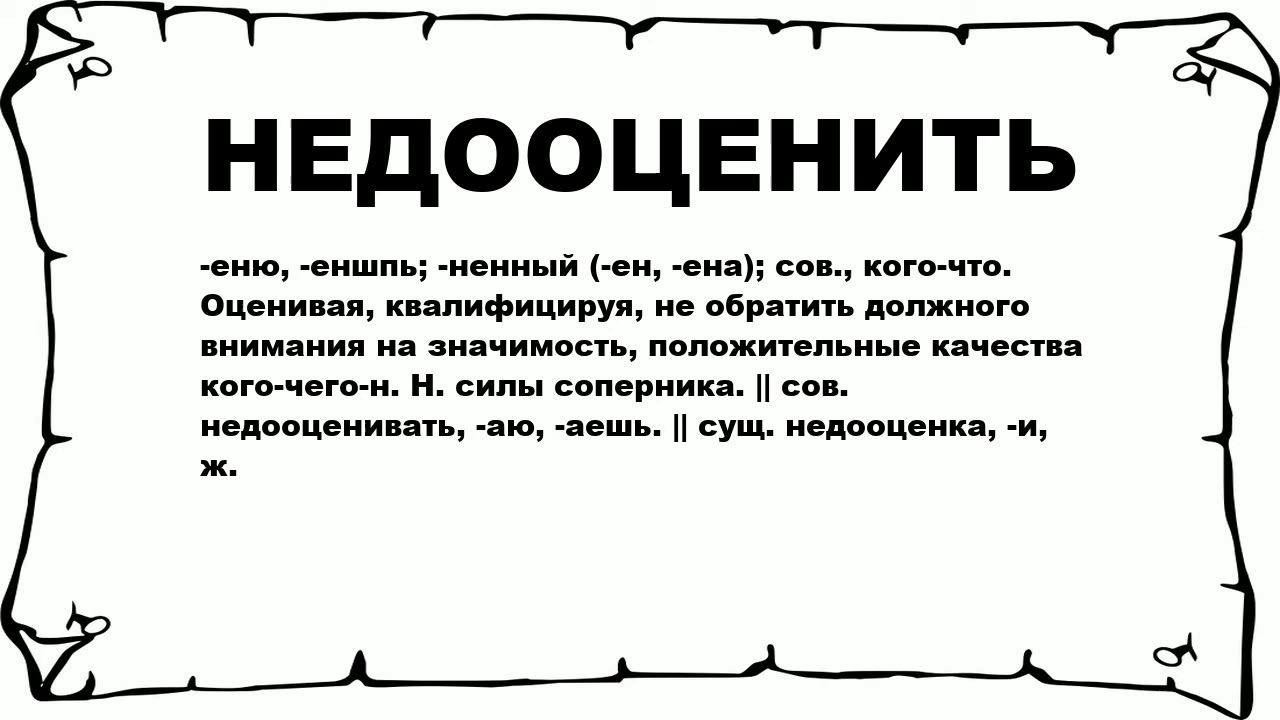 НЕДООЦЕНИТЬ
-еню, -еншпь; -ненный (-ен, -ена); сов., кого-что.
Оценивая, квалифицируя, не обратить должного
внимания на значимость, положительные качества
кого-чего-н. Н. силы соперника. || сов.
недооценивать, -аю, -аешь. || сущ. недооценка, -и,
ж.